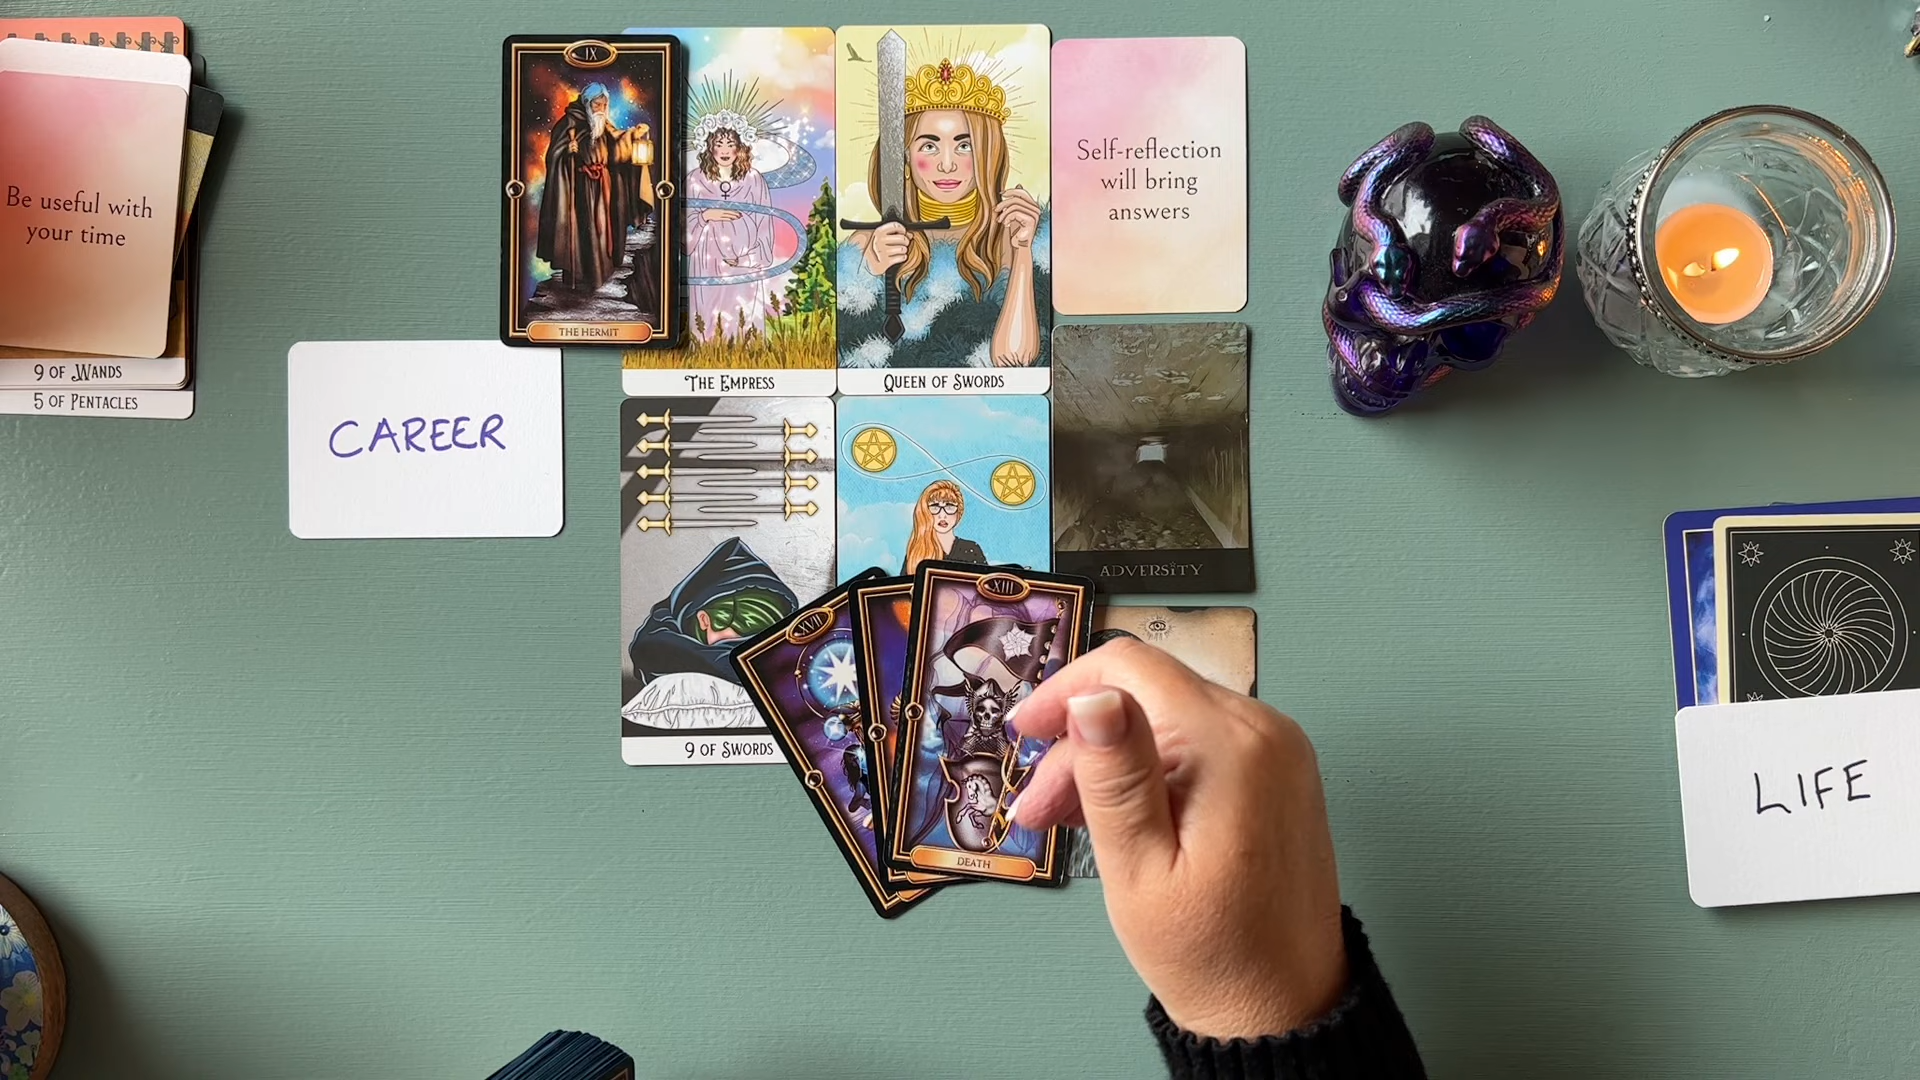 Be useful with
your time
9 OF WANDS
5 OF PENTACLES
CAREER
IX
THE HERMIT
THE EMPRESS
QUEEN OF SWORDS
Self-reflection
will bring
answers
9 OF SWORDS
ADVERSITY
XVII
XIII
DEATH
LIFE